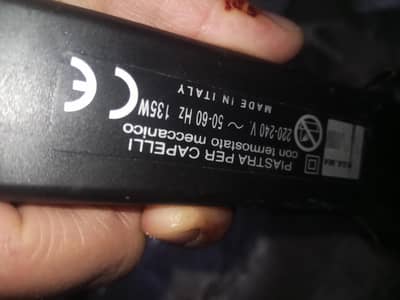 PIASTRA PER CAPELLI
con termostato meccanico
220-240 V. ~ 50-60 Hz 135W
MADE IN ITALY
CE